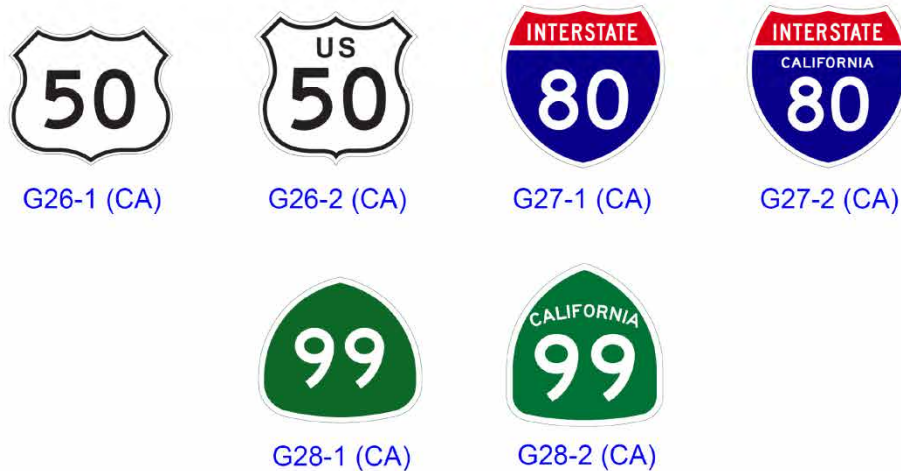 50
US
50
INTERSTATE
80
INTERSTATE
CALIFORNIA
80
G26-1 (CA)
G26-2 (CA)
G27-1 (CA)
G27-2 (CA)
99
CALIFORNIA
99
G28-1 (CA)
G28-2 (CA)